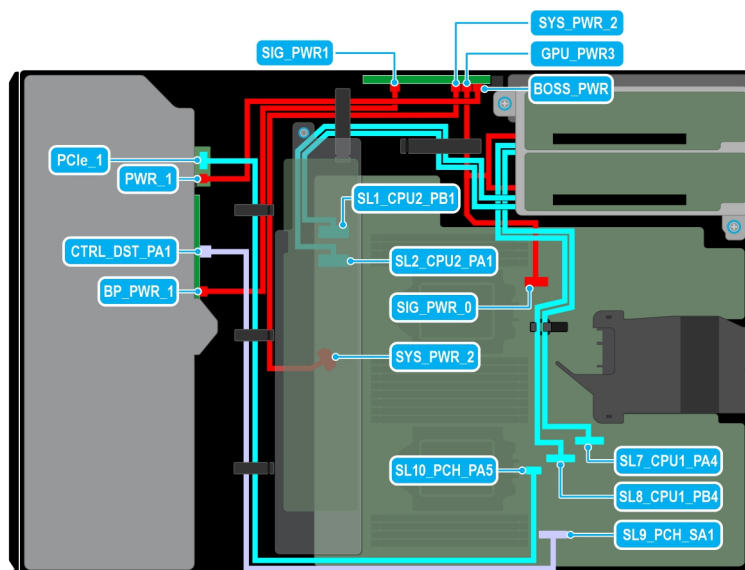 SYS_PWR_2
SIG_PWR1
GPU_PWR3
BOSS_PWR
PCIe_1
PWR_1
SL1_CPU2_PB1
CTRL_DST_PA1
SL2_CPU2_PA1
BP_PWR_1
SIG_PWR_0
SYS_PWR_2
SL7_CPU1_PA4
SL10_PCH_PA5
SL8_CPU1_PB4
SL9_PCH_SA1